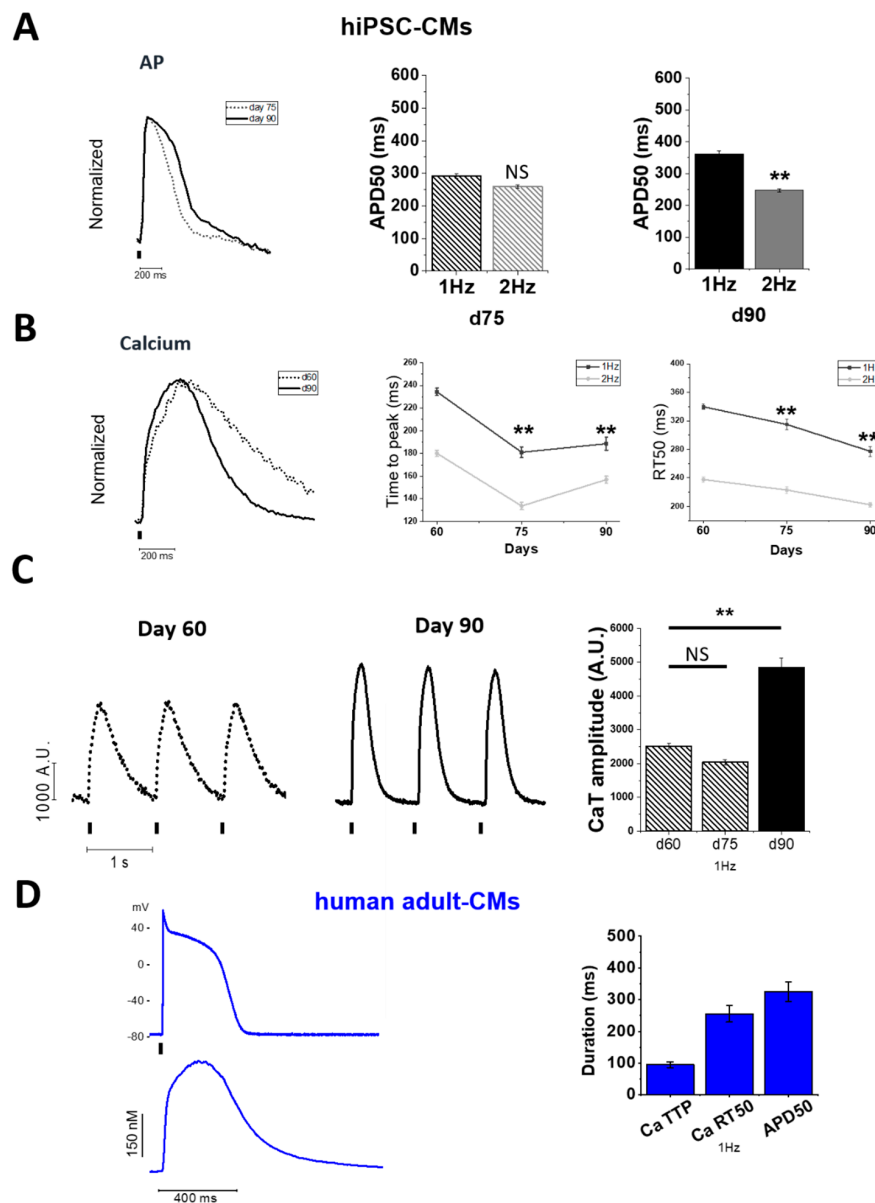 A
hiPSC-CMs
AP
day 75
day 90
Normalized
200 ms
APD50 (ms)
600
500
400
300
200
100
0
NS
1Hz 2Hz
d75
APD50 (ms)
600
500
400
300
200
100
0
**
1Hz 2Hz
d90
B
Calcium
d60
d90
Normalized
200 ms
Time to peak (ms)
260
240
220
200
180
160
140
120
1Hz
2Hz
** **
60 75 90
Days
RT50 (ms)
400
360
320
280
240
200
1H
2H
** **
60 75 90
Days
C
Day 60
1000 A.U.
1 s
Day 90
CaT amplitude (A.U.)
6000
5000
4000
3000
2000
1000
0
**
NS
d60 d75 d90
1Hz
D
human adult-CMs
mV
40
0
-40
-80
150 nM
400 ms
Duration (ms)
500
400
300
200
100
0
Ca TTP Ca RT50 APD50
1Hz